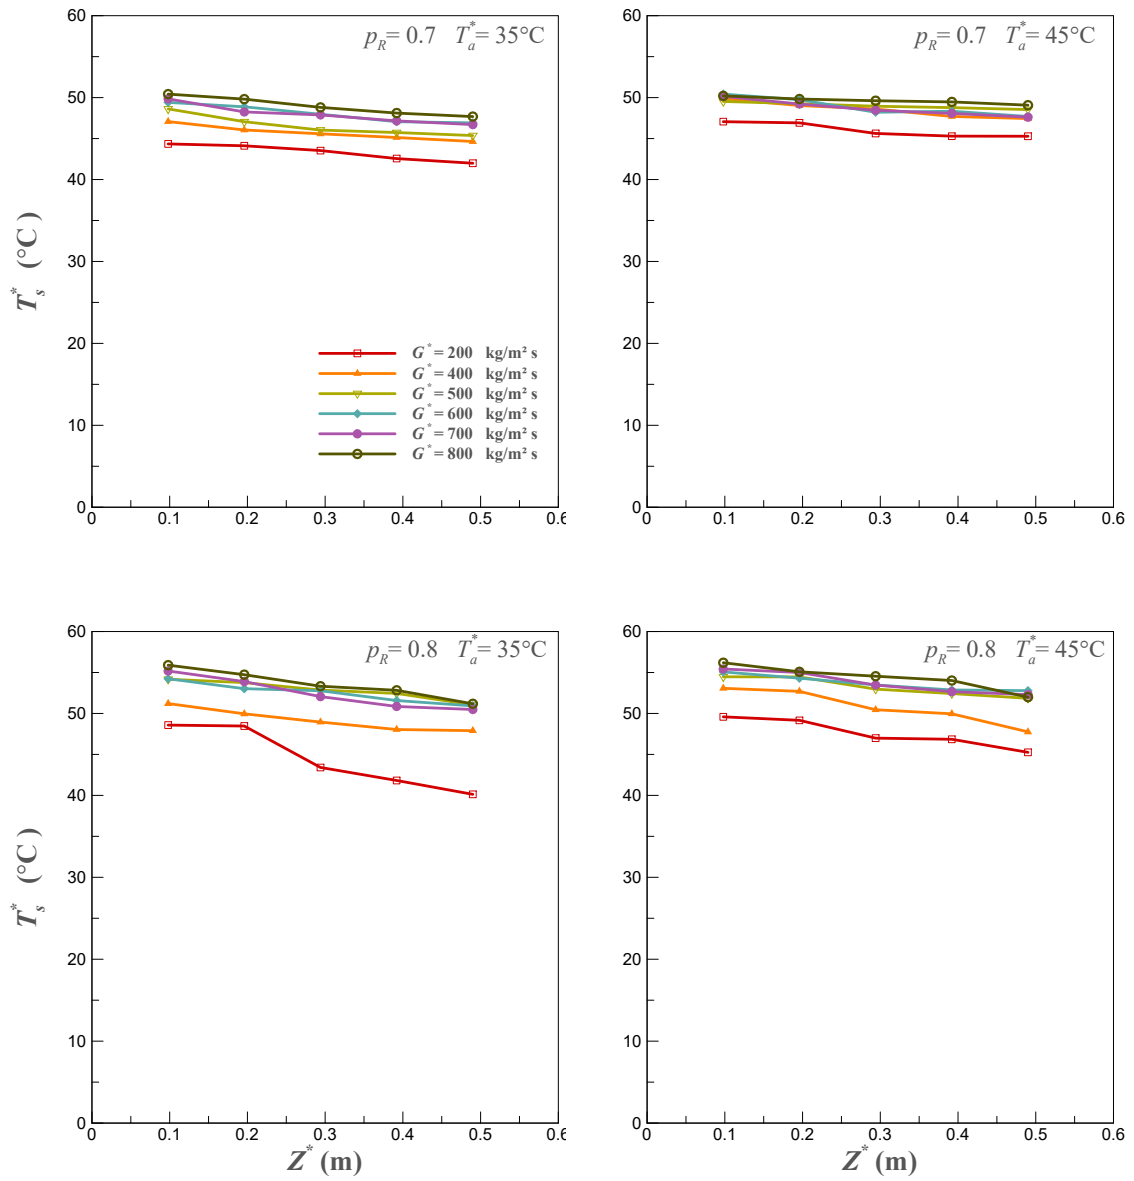 60
50
40
30
20
10
0
0 0.1 0.2 0.3 0.4 0.5 0.6
T_s^* (°C)
p_R = 0.7 T_a^* = 35°C
G^* = 200 kg/m² s
G^* = 400 kg/m² s
G^* = 500 kg/m² s
G^* = 600 kg/m² s
G^* = 700 kg/m² s
G^* = 800 kg/m² s
60
50
40
30
20
10
0
0 0.1 0.2 0.3 0.4 0.5 0.6
p_R = 0.7 T_a^* = 45°C
60
50
40
30
20
10
0
0 0.1 0.2 0.3 0.4 0.5 0.6
T_s^* (°C)
p_R = 0.8 T_a^* = 35°C
Z^* (m)
60
50
40
30
20
10
0
0 0.1 0.2 0.3 0.4 0.5 0.6
p_R = 0.8 T_a^* = 45°C
Z^* (m)